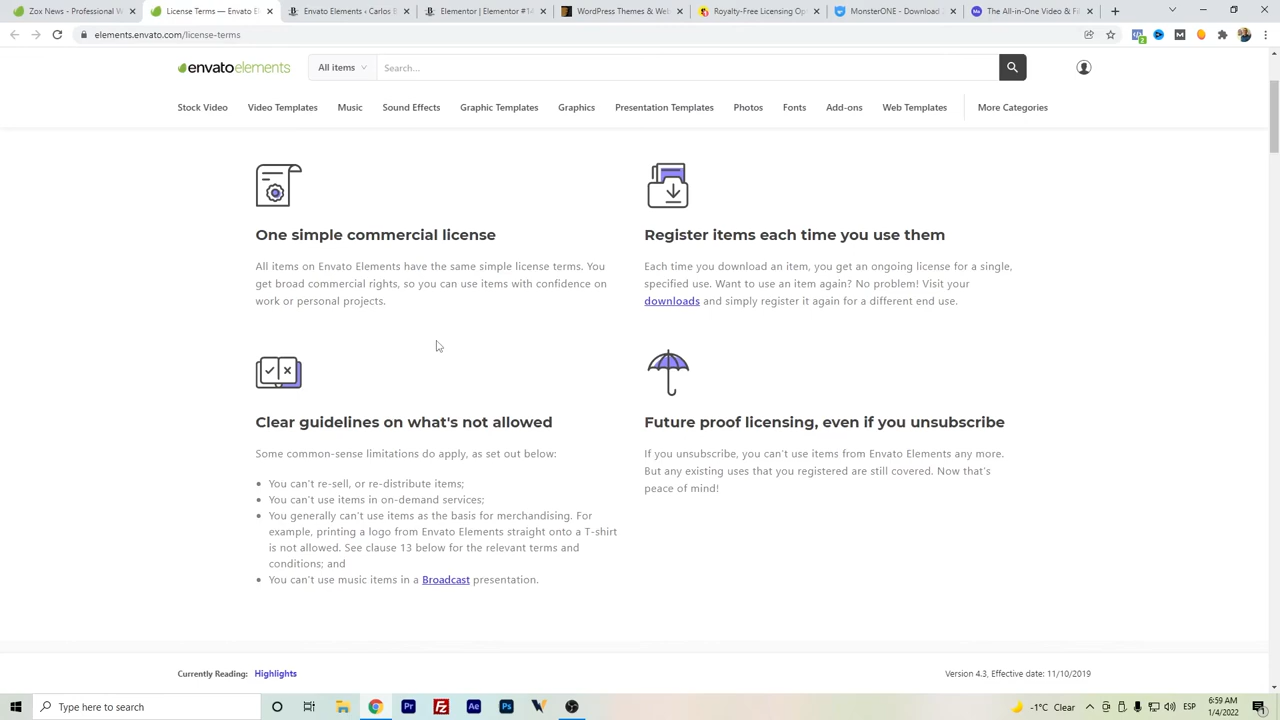 Zox News - Professional W
License Terms - Envato E
Envato Elements - Carlos E
Elementor | Elementor #14
WordPress Themes & Web
Royalty-Free Licensing Op
MonsterONE - Unlimited
The All-in-One Video & Fi
elements.envato.com/license-terms
envatoelements
All items
Search...
Stock Video Video Templates Music Sound Effects Graphic Templates Graphics Presentation Templates Photos Fonts Add-ons Web Templates More Categories
One simple commercial license
All items on Envato Elements have the same simple license terms. You
get broad commercial rights, so you can use items with confidence on
work or personal projects.
Register items each time you use them
Each time you download an item, you get an ongoing license for a single,
specified use. Want to use an item again? No problem! Visit your
downloads and simply register it again for a different end use.
Clear guidelines on what's not allowed
Some common-sense limitations do apply, as set out below:
You can't re-sell, or re-distribute items;
You can't use items in on-demand services;
You generally can't use items as the basis for merchandising. For
example, printing a logo from Envato Elements straight onto a T-shirt
is not allowed. See clause 13 below for the relevant terms and
conditions; and
You can't use music items in a Broadcast presentation.
Future proof licensing, even if you unsubscribe
If you unsubscribe, you can't use items from Envato Elements any more.
But any existing uses that you registered are still covered. Now that's
peace of mind!
Currently Reading: Highlights
Version 4.3, Effective date: 11/10/2019
Type here to search
-1°C Clear
ESP
6:59 AM
1/4/2022